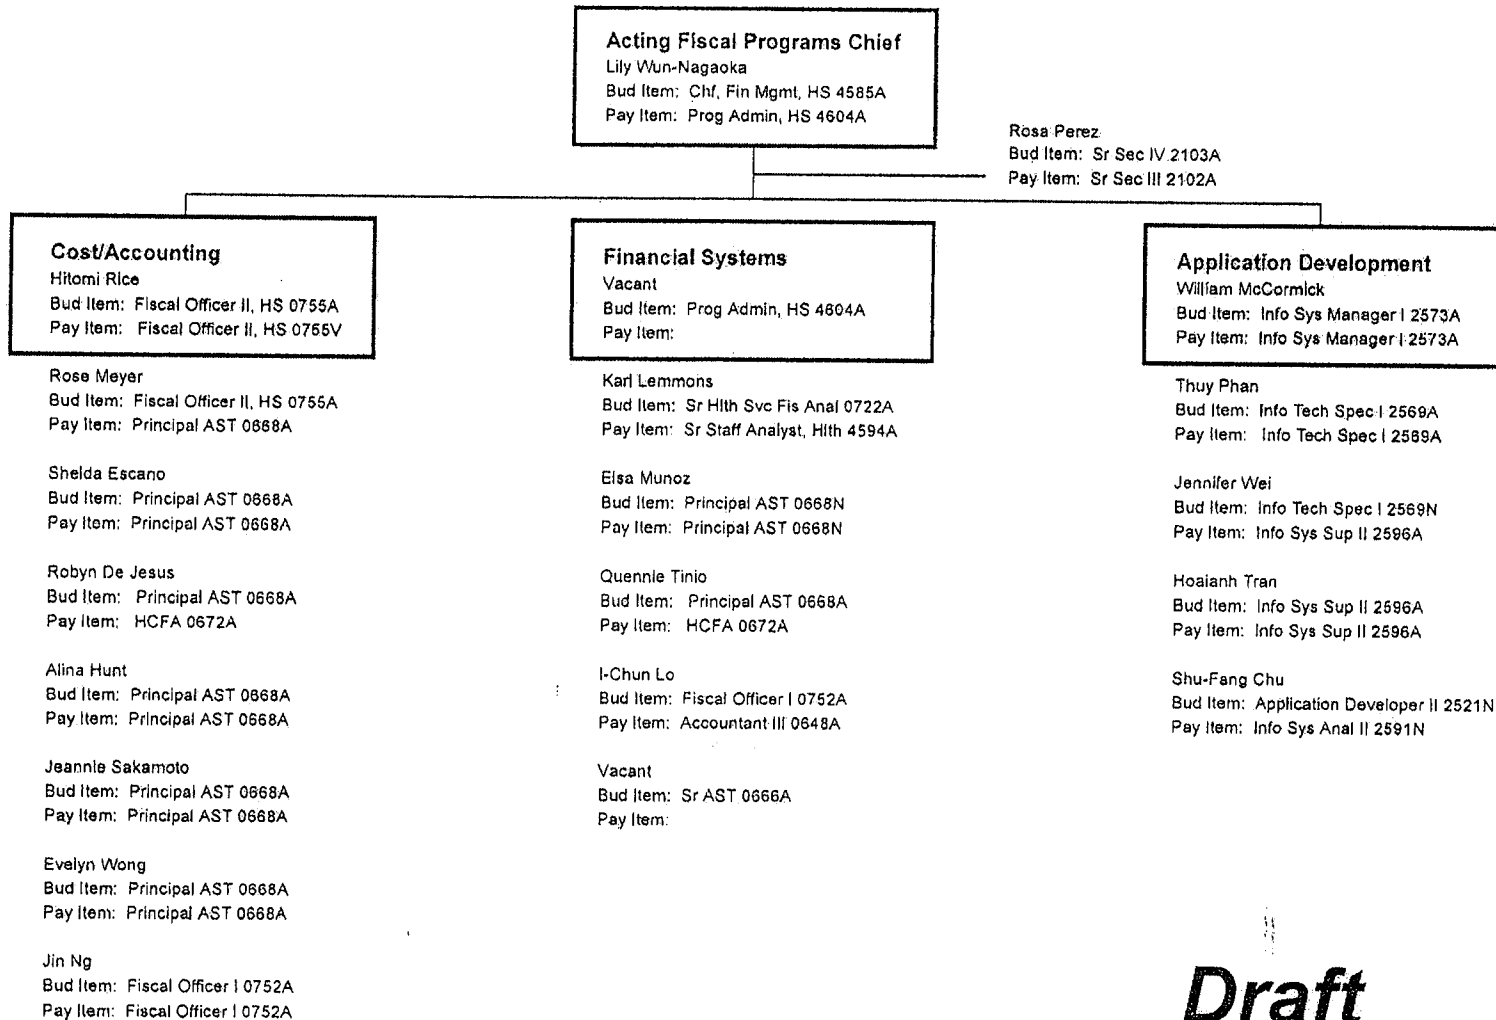 Acting Fiscal Programs Chief
Lily Wun-Nagaoka
Bud Item: Chf, Fin Mgmt, HS 4585A
Pay Item: Prog Admin, HS 4604A
Rosa Perez
Bud Item: Sr Sec IV 2103A
Pay Item: Sr Sec III 2102A
Cost/Accounting
Hitomi Rice
Bud Item: Fiscal Officer II, HS 0755A
Pay Item: Fiscal Officer II, HS 0755V
Rose Meyer
Bud Item: Fiscal Officer II, HS 0755A
Pay Item: Principal AST 0668A
Shelda Escano
Bud Item: Principal AST 0668A
Pay Item: Principal AST 0668A
Robyn De Jesus
Bud Item: Principal AST 0668A
Pay Item: HCFA 0672A
Alina Hunt
Bud Item: Principal AST 0668A
Pay Item: Principal AST 0668A
Jeannie Sakamoto
Bud Item: Principal AST 0668A
Pay Item: Principal AST 0668A
Evelyn Wong
Bud Item: Principal AST 0668A
Pay Item: Principal AST 0668A
Jin Ng
Bud Item: Fiscal Officer I 0752A
Pay Item: Fiscal Officer I 0752A
Financial Systems
Vacant
Bud Item: Prog Admin, HS 4604A
Pay Item:
Karl Lemmons
Bud Item: Sr Hlth Svc Fis Anal 0722A
Pay Item: Sr Staff Analyst, Hlth 4594A
Elsa Munoz
Bud Item: Principal AST 0668N
Pay Item: Principal AST 0668N
Quennie Tinio
Bud Item: Principal AST 0668A
Pay Item: HCFA 0672A
I-Chun Lo
Bud Item: Fiscal Officer I 0752A
Pay Item: Accountant III 0648A
Vacant
Bud Item: Sr AST 0666A
Pay Item:
Application Development
William McCormick
Bud Item: Info Sys Manager I 2573A
Pay Item: Info Sys Manager I 2573A
Thuy Phan
Bud Item: Info Tech Spec I 2569A
Pay Item: Info Tech Spec I 2569A
Jennifer Wei
Bud Item: Info Tech Spec I 2569N
Pay Item: Info Sys Sup II 2596A
Hoaianh Tran
Bud Item: Info Sys Sup II 2596A
Pay Item: Info Sys Sup II 2596A
Shu-Fang Chu
Bud Item: Application Developer II 2521N
Pay Item: Info Sys Anal II 2591N
Draft